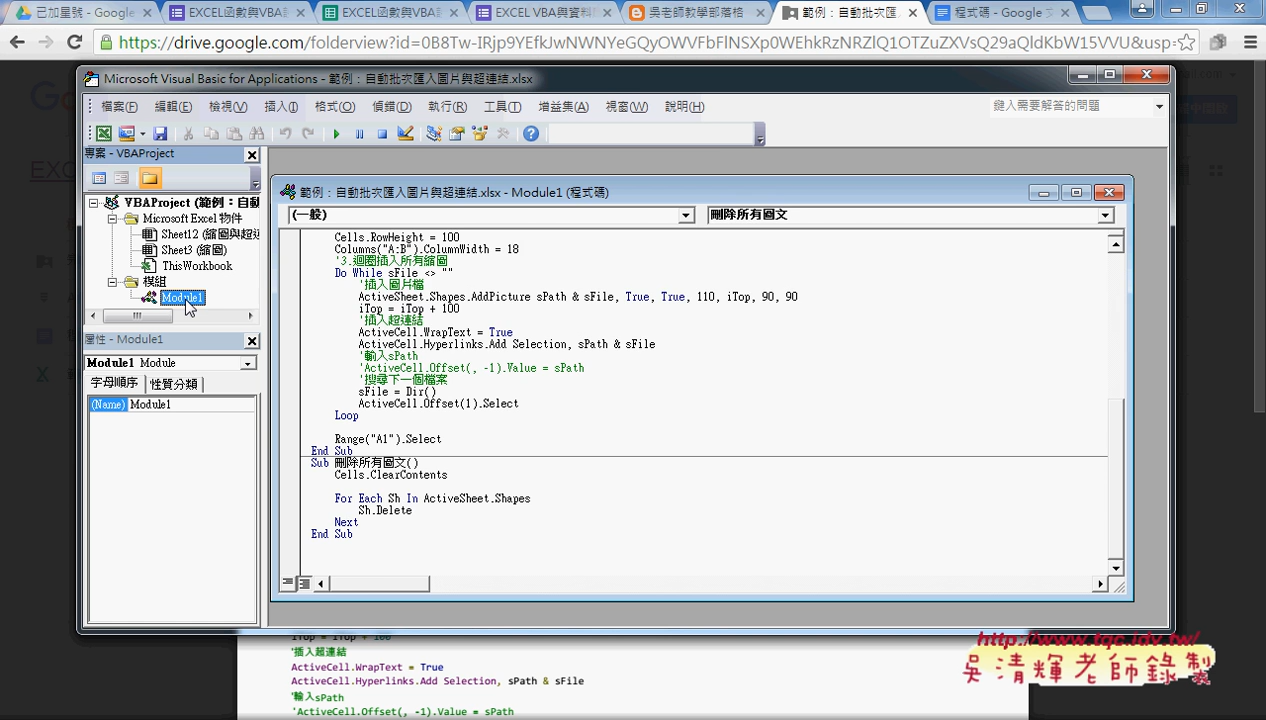 已加星號 - Google
EXCEL函數與VBA
EXCEL函數與VBA
EXCEL VBA與資料
吳老師教學部落格
範例：自動批次匯入
程式碼 - Google 文
https://drive.google.com/folderview?id=0B8Tw-IRjp9YEfkJwNWNYeGQyOWVFbFlNSXp0WEhkRzNRZlQ1OTZuZXVsQ29aQldKbW15VVU&usp=
Microsoft Visual Basic for Applications - 範例：自動批次匯入圖片與超連結.xlsx
檔案(F) 編輯(E) 檢視(V) 插入(I) 格式(O) 偵錯(D) 執行(R) 工具(T) 增益集(A) 視窗(W) 說明(H)
鍵入需要解答的問題
專案 - VBAProject
VBAProject (範例：自動
Microsoft Excel 物件
Sheet12 (縮圖與超連
Sheet3 (縮圖)
ThisWorkbook
模組
Module1
屬性 - Module1
Module1 Module
字母順序 性質分類
(Name) Module1
範例：自動批次匯入圖片與超連結.xlsx - Module1 (程式碼)
(一般)
刪除所有圖文
Cells.RowHeight = 100
Columns("A:B").ColumnWidth = 18
'3.迴圈插入所有縮圖
Do While sFile <> ""
'插入圖片檔
ActiveSheet.Shapes.AddPicture sPath & sFile, True, True, 110, iTop, 90, 90
iTop = iTop + 100
'插入超連結
ActiveCell.WrapText = True
ActiveCell.Hyperlinks.Add Selection, sPath & sFile
'輸入sPath
'ActiveCell.Offset(, -1).Value = sPath
'搜尋下一個檔案
sFile = Dir()
ActiveCell.Offset(1).Select
Loop
Range("A1").Select
End Sub
Sub 刪除所有圖文()
Cells.ClearContents
For Each Sh In ActiveSheet.Shapes
Sh.Delete
Next
End Sub
iTop = iTop + 100
'插入超連結
ActiveCell.WrapText = True
ActiveCell.Hyperlinks.Add Selection, sPath & sFile
'輸入sPath
'ActiveCell.Offset(, -1).Value = sPath
http://www.tqc.idv.tw/
吳清輝老師錄製